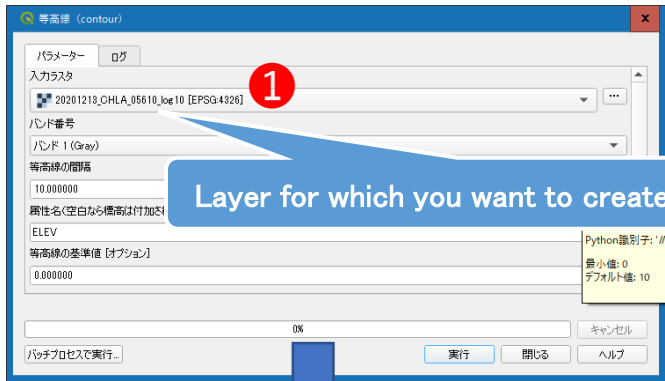 等高線 (contour)
x
パラメーター ログ
入力ラスタ
20201213_CHLA_05610_log10 [EPSG:4326]
1
...
バンド番号
バンド 1 (Gray)
等高線の間隔
10.000000
Layer for which you want to create
属性名(空白なら標高は付加され
ELEV
Python識別子: '//
等高線の基準値 [オプション]
最小値: 0
デフォルト値: 10
0.000000
0%
キャンセル
バッチプロセスで実行...
実行
閉じる
ヘルプ